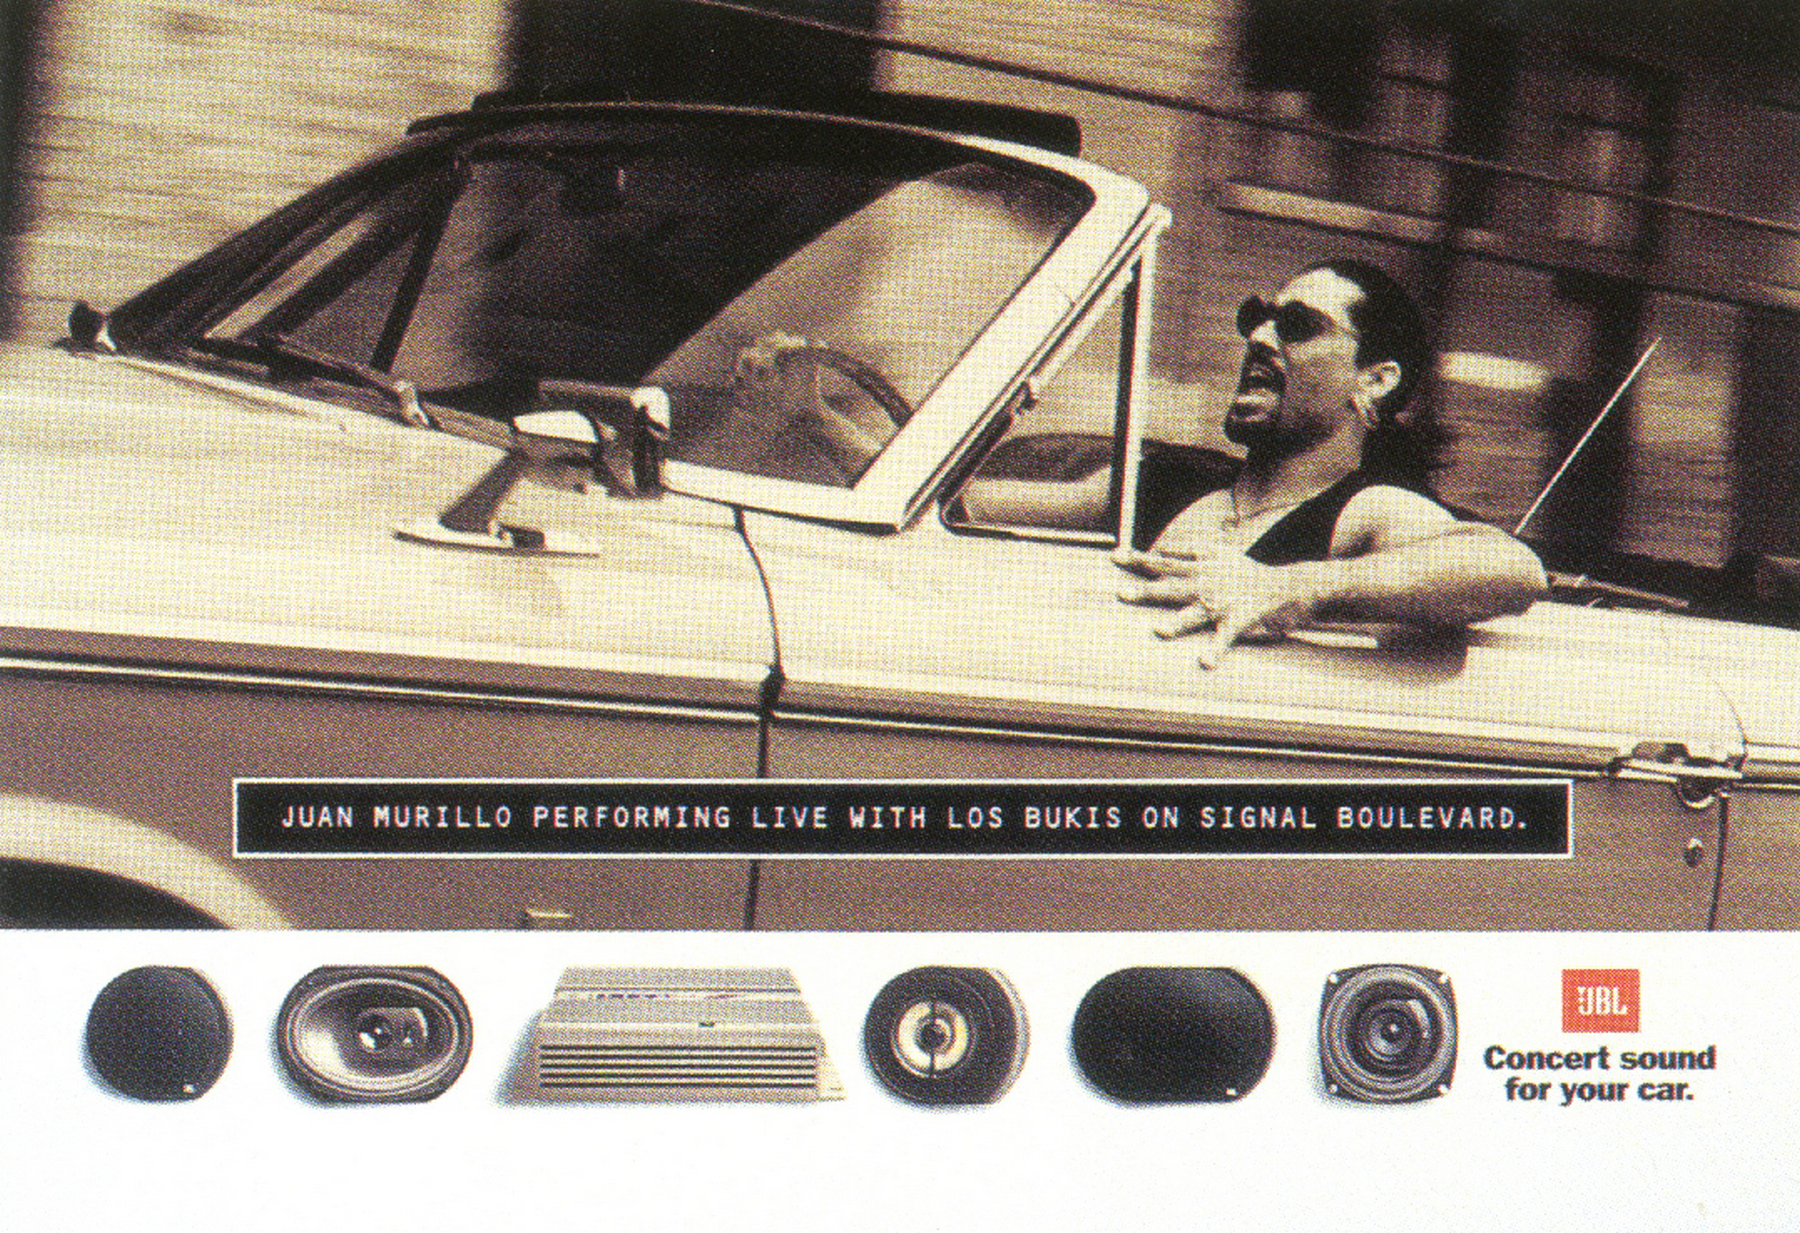 JUAN MURILLO PERFORMING LIVE WITH LOS BUKIS ON SIGNAL BOULEVARD.
JBL
Concert sound
for your car.